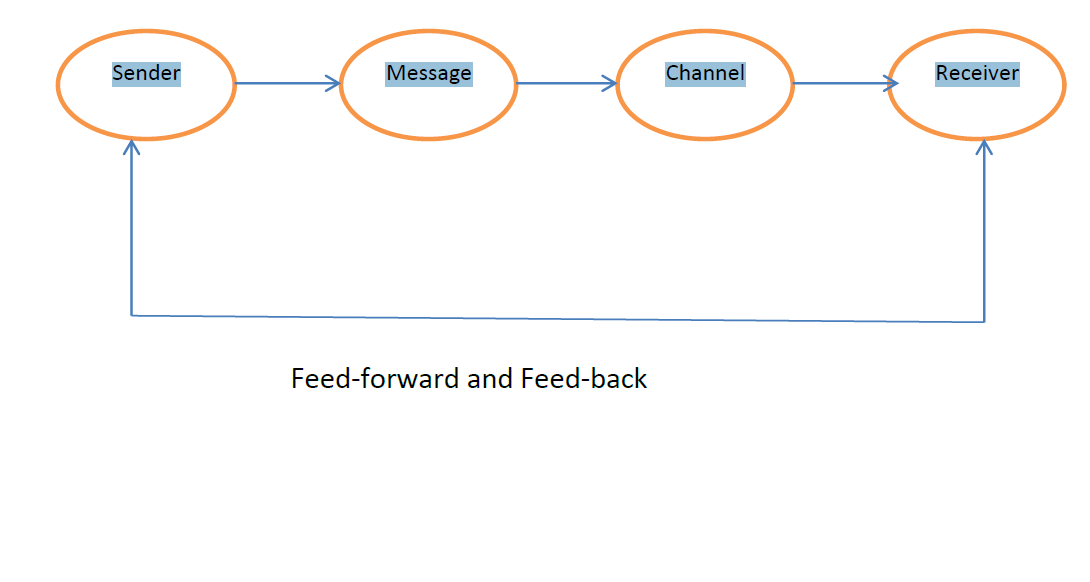 Sender
Message
Channel
Receiver
Feed-forward and Feed-back